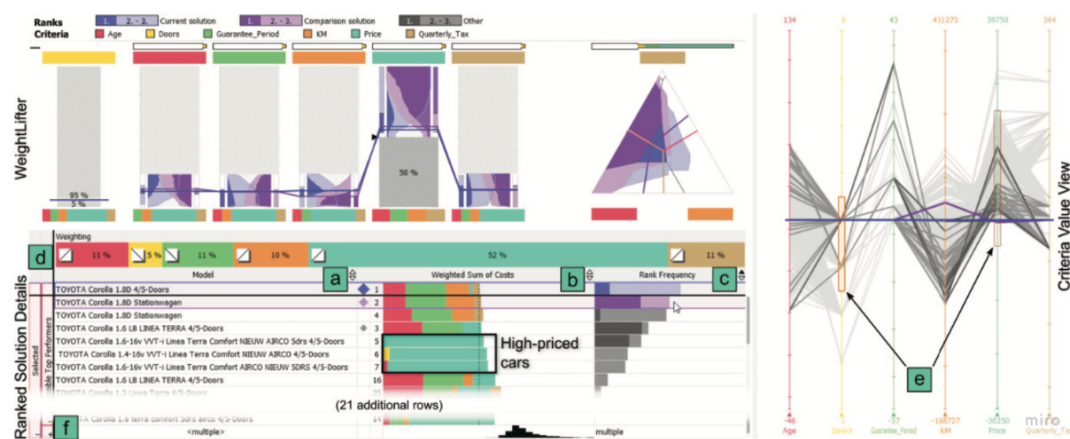 Ranks
1. 2. - 3. Current solution
1. 2. - 3. Comparison solution
1. 2. - 3. Other
Criteria
Age
Doors
Guarantee_Period
KM
Price
Quarterly_Tax
WeightLifter
95 %
5 %
50 %
Weighting
d
11 %
5 %
11 %
10 %
52 %
11 %
Model
a
Weighted Sum of Costs
b
Rank Frequency
c
Ranked Solution Details
Selected
TOYOTA Corolla 1.8D 4/5-Doors 1
TOYOTA Corolla 1.8D Stationwagen 2
TOYOTA Corolla 1.8D Stationwagen 4
TOYOTA Corolla 1.6 LB LINEA TERRA 4/5-Doors 3
TOYOTA Corolla 1.6-16v VVT-i Linea Terra Comfort NIEUW AIRCO 5drs 4/5-Doors 5
TOYOTA Corolla 1.4-16v VVT-i Linea Terra Comfort NIEUW AIRCO 4/5-Doors 6
TOYOTA Corolla 1.6-16v VVT-i Linea Terra Comfort AIRCO NIEUW 5DRS 4/5-Doors 7
TOYOTA Corolla 1.6 LB LINEA TERRA 4/5-Doors 16
High-priced
cars
Top Performers
(21 additional rows)
f
<multiple>
multiple
134
6
43
431273
39750
364
Criteria Value View
e
-46
-37
-166727
-36250
Age
Doors
Guarantee_Period
KM
Price
Quarterly_Tax
miro